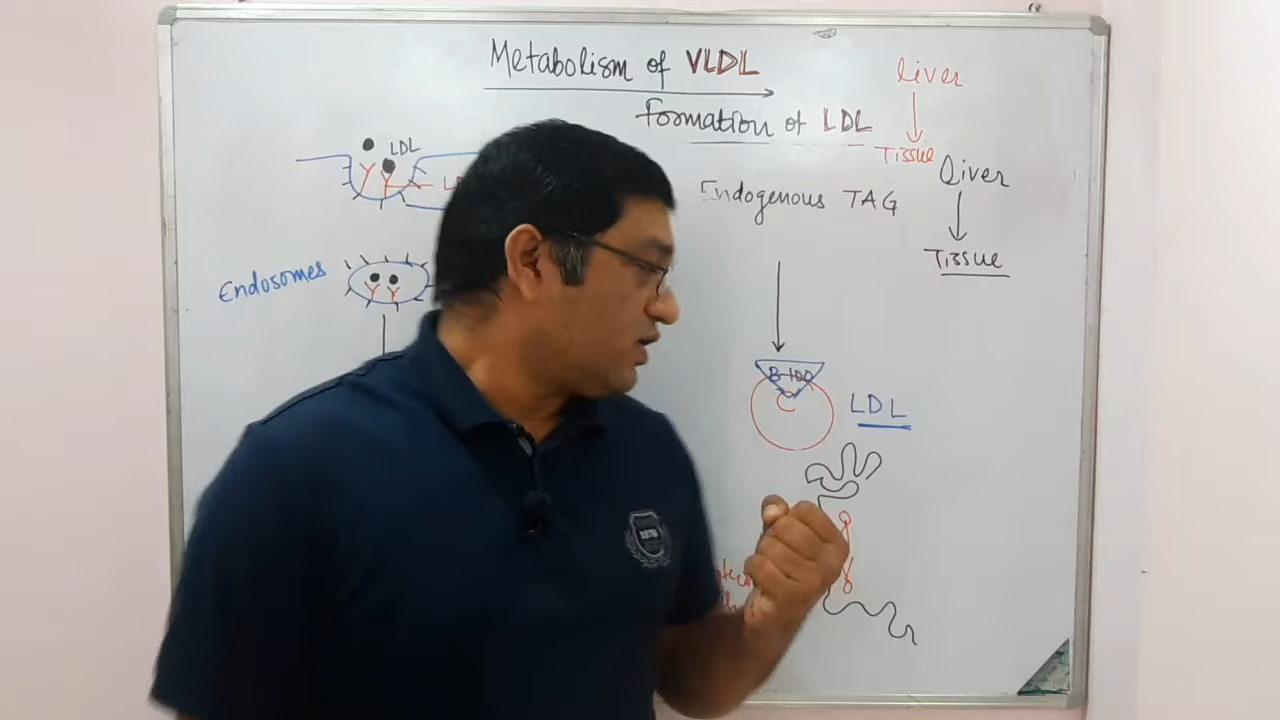 Metabolism of VLDL
Formation of LDL
liver
Tissue
LDL
Endogenous TAG
Liver
Tissue
Endosomes
B-100
C
LDL